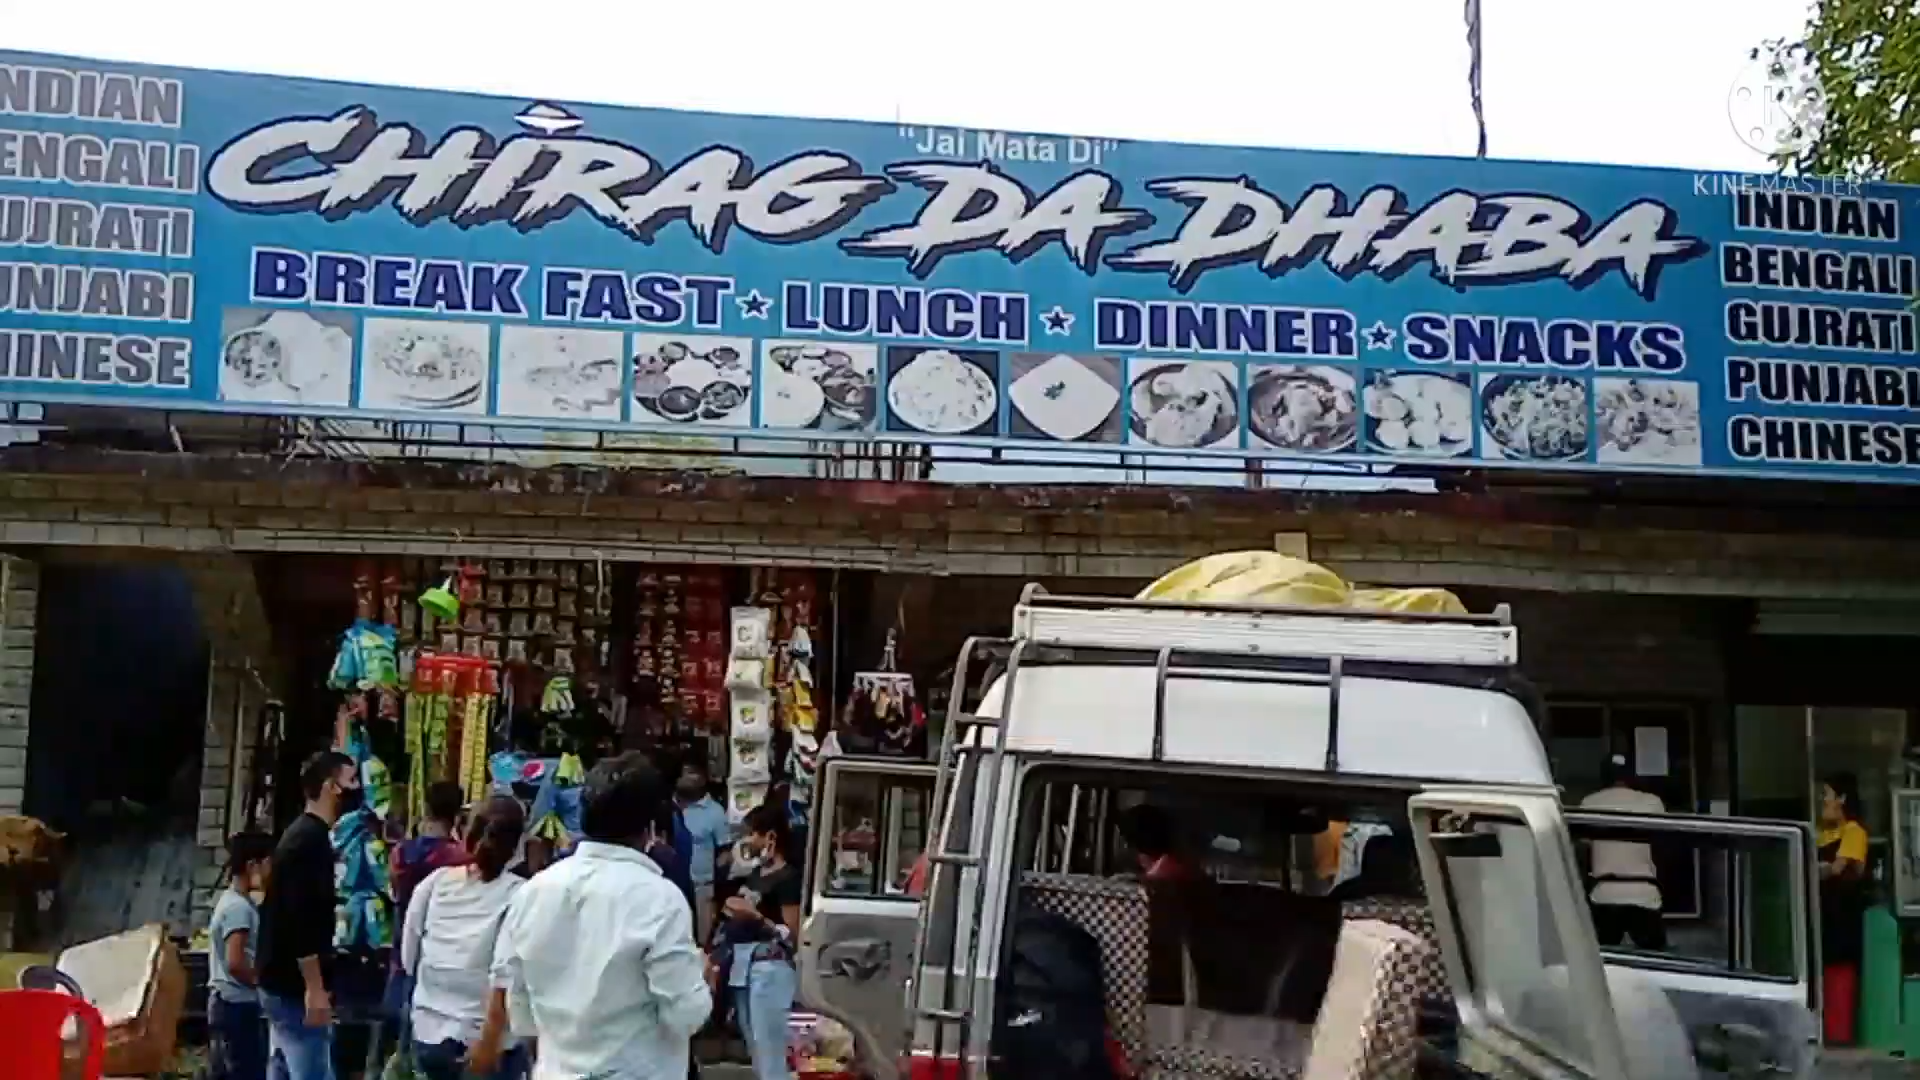 "Jai Mata Di"
CHIRAG DA DHABA
BREAK FAST ★ LUNCH ★ DINNER ★ SNACKS
NDIAN
ENGALI
UJRATI
UNJABI
HINESE
INDIAN
BENGALI
GUJRATI
PUNJABI
CHINESE
K
KINEMASTER